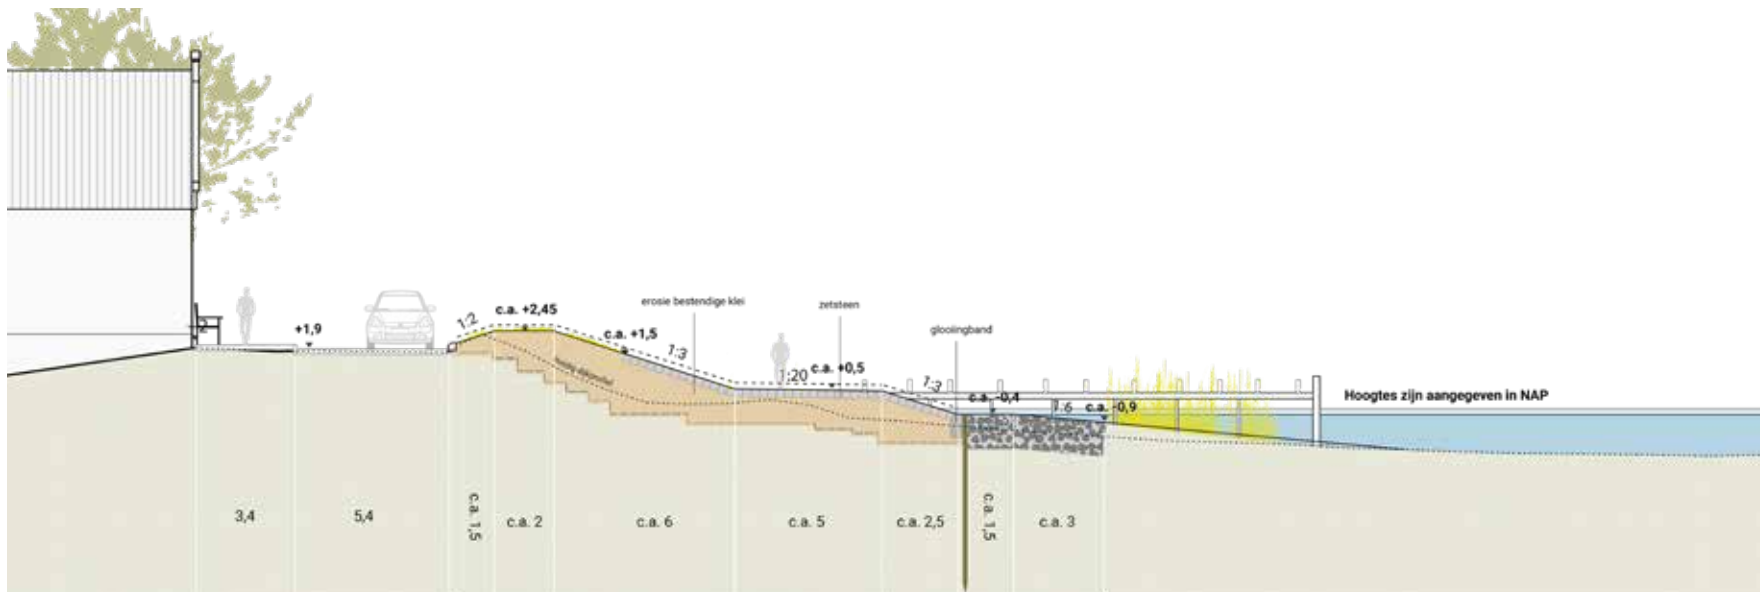 1:2
c.a. +2,45
erosie bestendige klei
zetsteen
+1,9
c.a. +1,5
1:3
glooiingband
1:20
c.a. +0,5
1:3
c.a. -0,4
1:6
c.a. -0,9
Hoogtes zijn aangegeven in NAP
3,4
5,4
c.a. 1,5
c.a. 2
c.a. 6
c.a. 5
c.a. 2,5
c.a. 1,5
c.a. 3